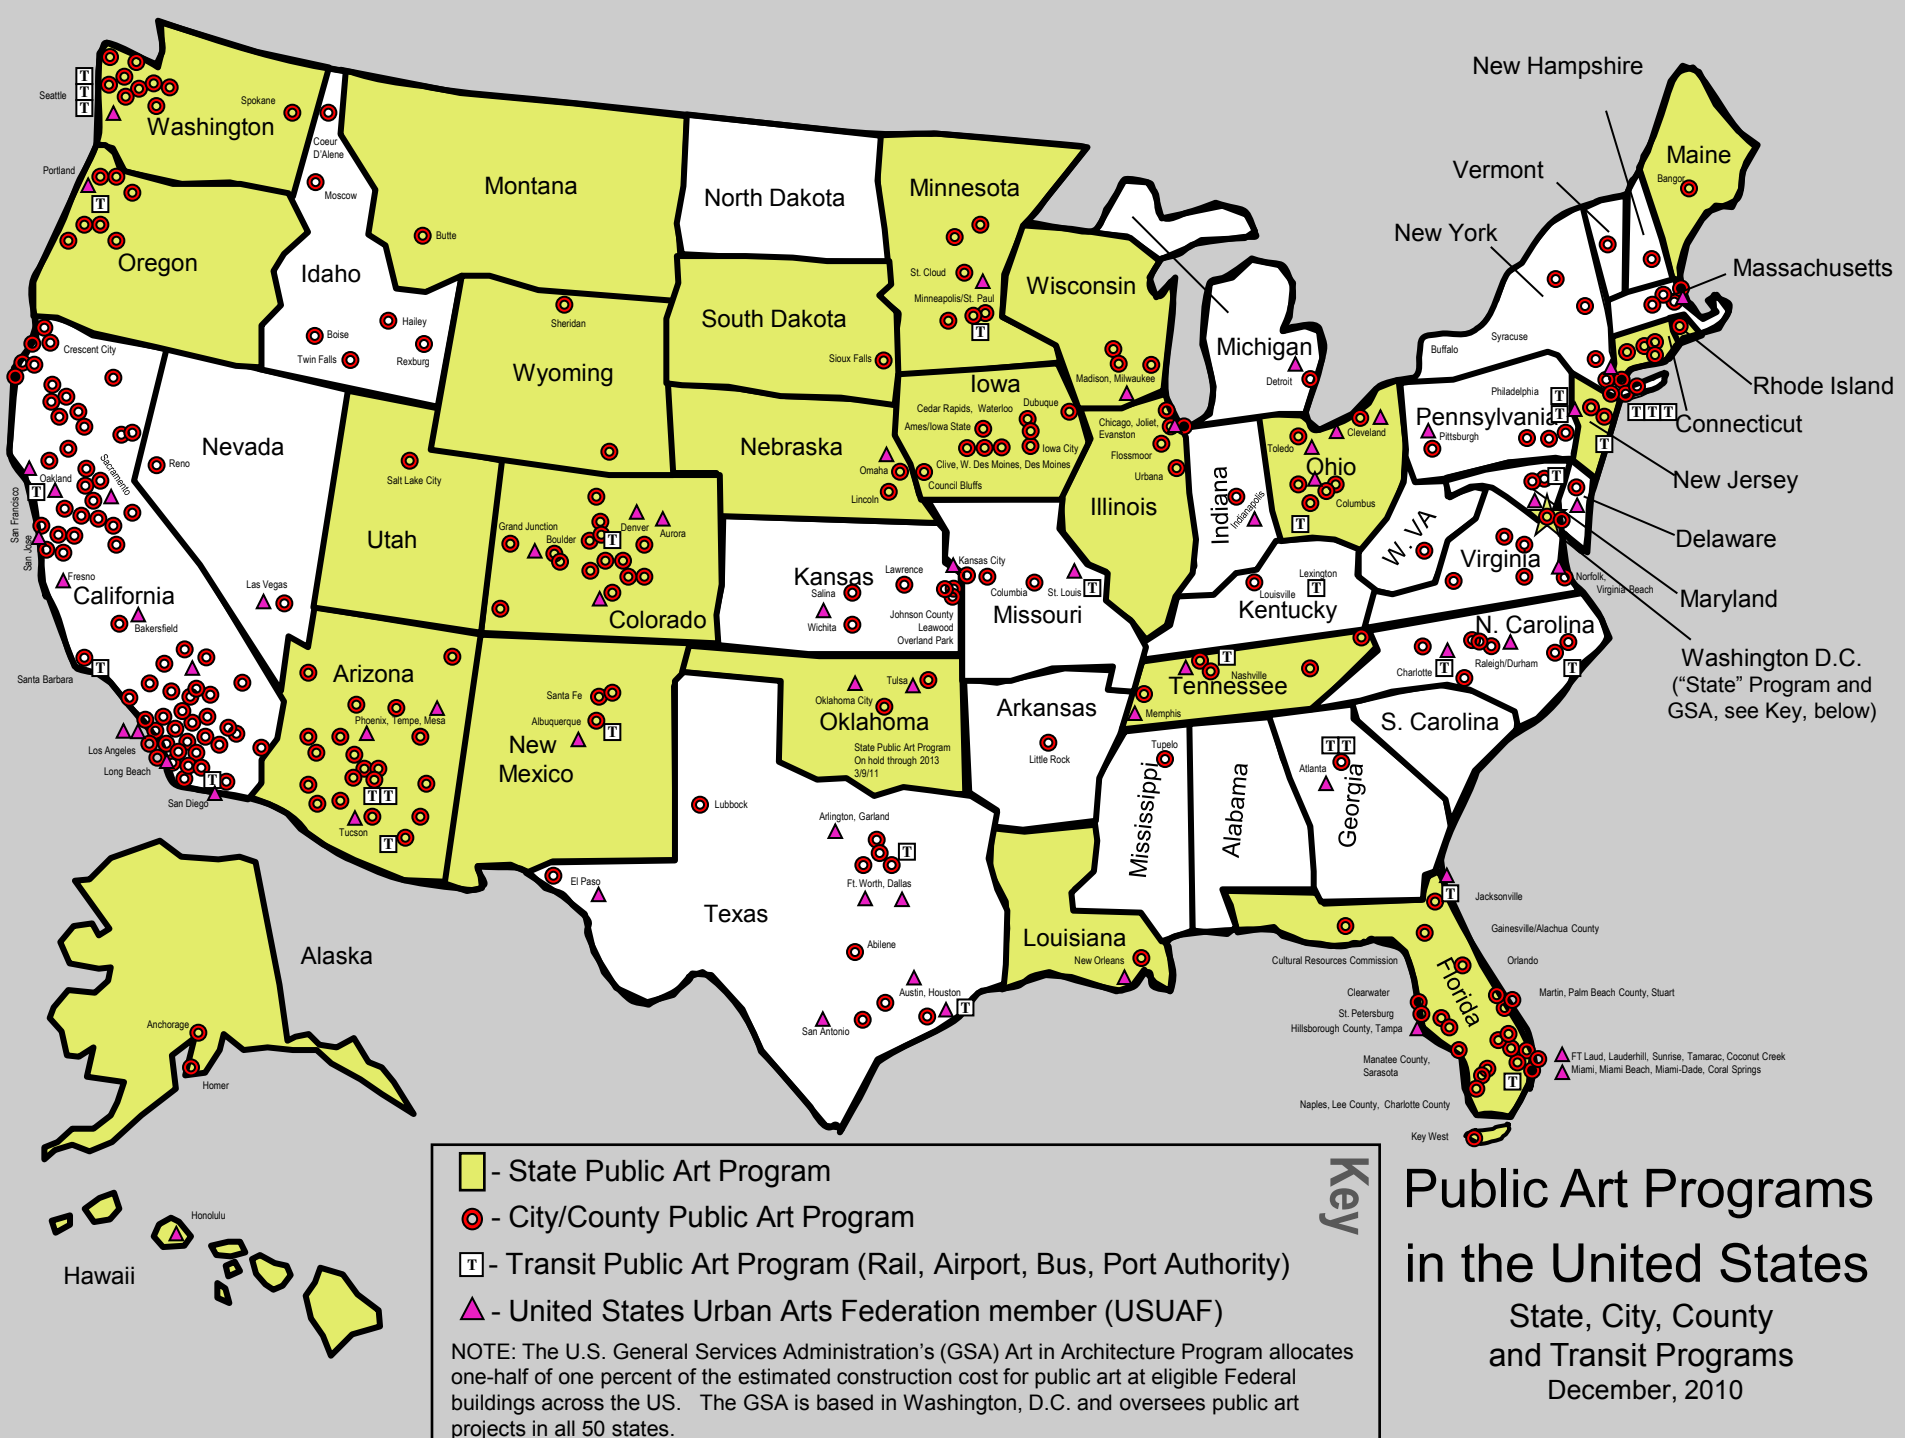 New Hampshire
Vermont
New York
Maine
Bangor
Massachusetts
Rhode Island
Connecticut
New Jersey
Delaware
Maryland
Washington D.C.
(“State” Program and
GSA, see Key, below)
Seattle
Spokane
Washington
Portland
Oregon
Coeur
D'Alene
Moscow
Idaho
Boise
Hailey
Twin Falls
Rexburg
Montana
Butte
North Dakota
South Dakota
Sioux Falls
Minnesota
St. Cloud
Minneapolis/St. Paul
Wisconsin
Madison, Milwaukee
Michigan
Detroit
Sheridan
Wyoming
Nebraska
Omaha
Lincoln
Iowa
Cedar Rapids, Waterloo
Dubuque
Ames/Iowa State
Iowa City
Clive, W. Des Moines, Des Moines
Council Bluffs
Chicago, Joliet,
Evanston
Flossmoor
Urbana
Illinois
Indiana
Indianapolis
Toledo
Cleveland
Ohio
Columbus
Buffalo
Syracuse
Philadelphia
Pennsylvania
Pittsburgh
W. VA
Virginia
Norfolk,
Virginia Beach
Crescent City
Sacramento
Oakland
San Francisco
San Jose
Fresno
California
Bakersfield
Santa Barbara
Los Angeles
Long Beach
San Diego
Nevada
Reno
Las Vegas
Utah
Salt Lake City
Grand Junction
Boulder
Denver
Aurora
Colorado
Kansas
Salina
Wichita
Lawrence
Johnson County
Leawood
Overland Park
Kansas City
Columbia
St. Louis
Missouri
Louisville
Lexington
Kentucky
Arizona
Phoenix, Tempe, Mesa
Tucson
Santa Fe
Albuquerque
New
Mexico
Oklahoma City
Tulsa
Oklahoma
State Public Art Program
On hold through 2013
3/9/11
Arkansas
Little Rock
Nashville
Tennessee
Memphis
N. Carolina
Charlotte
Raleigh/Durham
S. Carolina
Tupelo
Mississippi
Alabama
Atlanta
Georgia
Lubbock
El Paso
Texas
Arlington, Garland
Ft. Worth, Dallas
Abilene
Austin, Houston
San Antonio
Louisiana
New Orleans
Florida
Jacksonville
Gainesville/Alachua County
Cultural Resources Commission
Orlando
Clearwater
St. Petersburg
Hillsborough County, Tampa
Martin, Palm Beach County, Stuart
Manatee County,
Sarasota
FT Laud, Lauderhill, Sunrise, Tamarac, Coconut Creek
Miami, Miami Beach, Miami-Dade, Coral Springs
Naples, Lee County, Charlotte County
Key West
Alaska
Anchorage
Homer
Honolulu
Hawaii
Key
- State Public Art Program
- City/County Public Art Program
T - Transit Public Art Program (Rail, Airport, Bus, Port Authority)
- United States Urban Arts Federation member (USUAF)
NOTE: The U.S. General Services Administration's (GSA) Art in Architecture Program allocates
one-half of one percent of the estimated construction cost for public art at eligible Federal
buildings across the US. The GSA is based in Washington, D.C. and oversees public art
projects in all 50 states.
Public Art Programs
in the United States
State, City, County
and Transit Programs
December, 2010